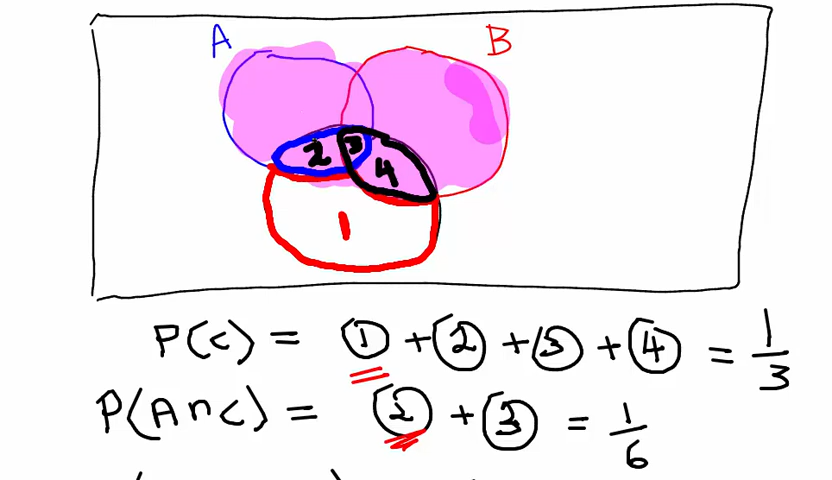 A B
2 3 4
1
P(C) = ① + ② + ③ + ④ = 1/3
P(A∩C) = ② + ③ = 1/6